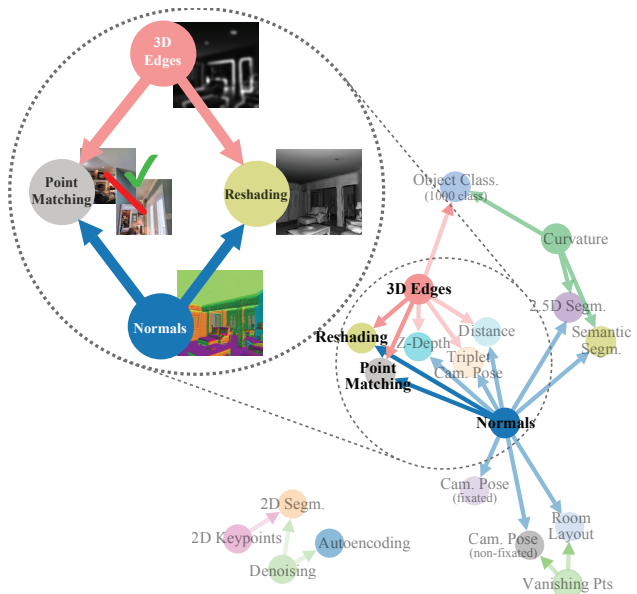 3D
Edges
Point
Matching
Reshading
Normals
Object Class.
(1000 class)
Curvature
3D Edges
2.5D Segm.
Distance
Reshading
Z-Depth
Semantic
Segm.
Triplet
Cam. Pose
Point
Matching
Normals
Cam. Pose
(fixated)
2D Segm.
Room
Layout
2D Keypoints
Autoencoding
Cam. Pose
(non-fixated)
Denoising
Vanishing Pts